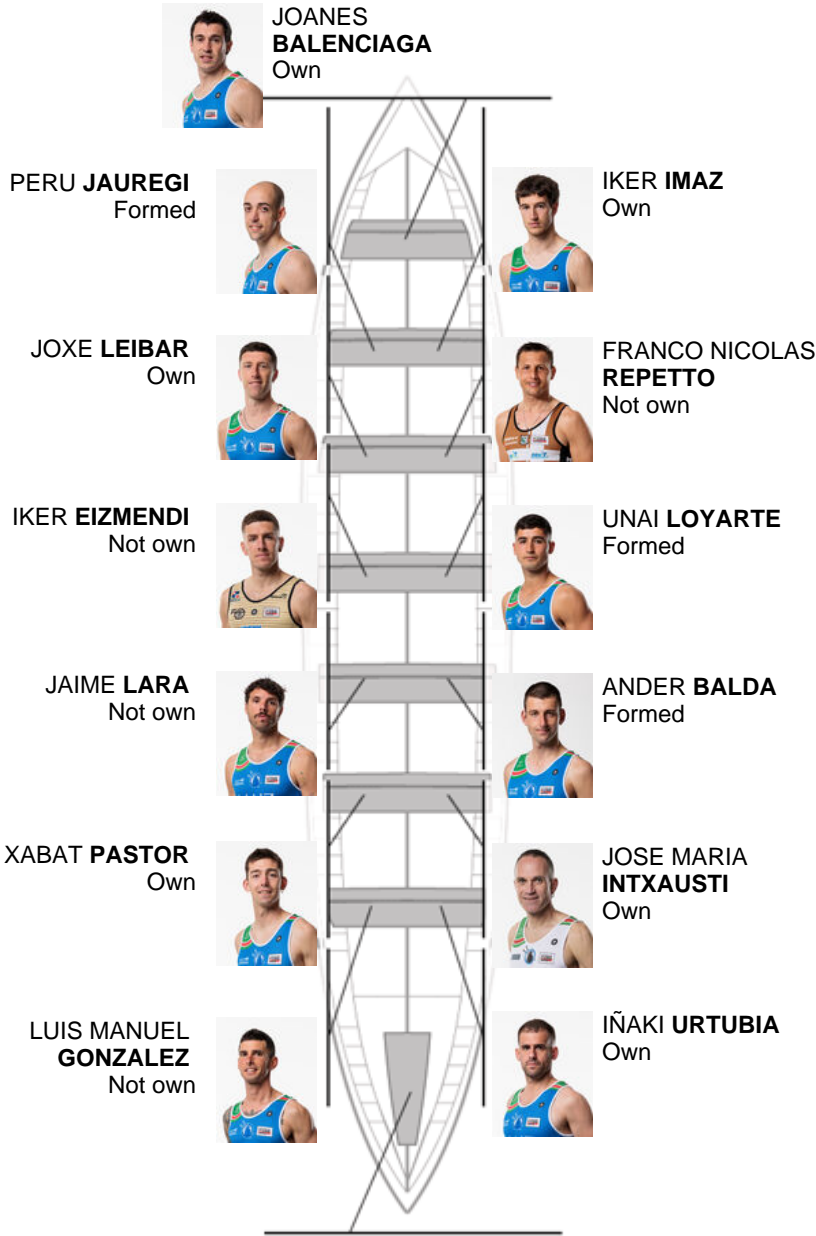 JOANES
BALENCIAGA
Own
PERU JAUREGI
Formed
IKER IMAZ
Own
JOXE LEIBAR
Own
FRANCO NICOLAS
REPETTO
Not own
IKER EIZMENDI
Not own
UNAI LOYARTE
Formed
JAIME LARA
Not own
ANDER BALDA
Formed
XABAT PASTOR
Own
JOSE MARIA
INTXAUSTI
Own
LUIS MANUEL
GONZALEZ
Not own
IÑAKI URTUBIA
Own